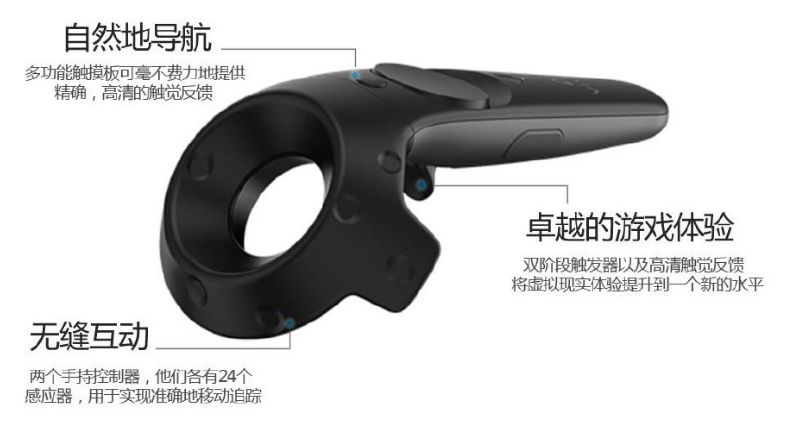 自然地导航
多功能触摸板可毫不费力地提供
精确，高清的触觉反馈
卓越的游戏体验
双阶段触发器以及高清触觉反馈
将虚拟现实体验提升到一个新的水平
无缝互动
两个手持控制器，他们各有24个
感应器，用于实现准确地移动追踪